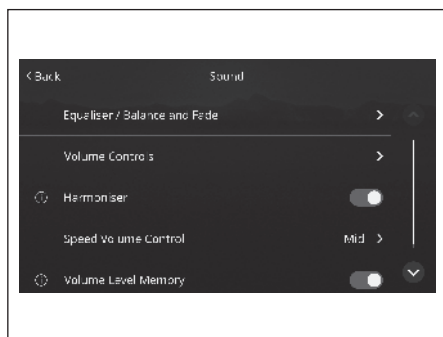 Back Sound
Equaliser / Balance and Fade
Volume Controls
Harmoniser
Speed Volume Control Mid
Volume Level Memory